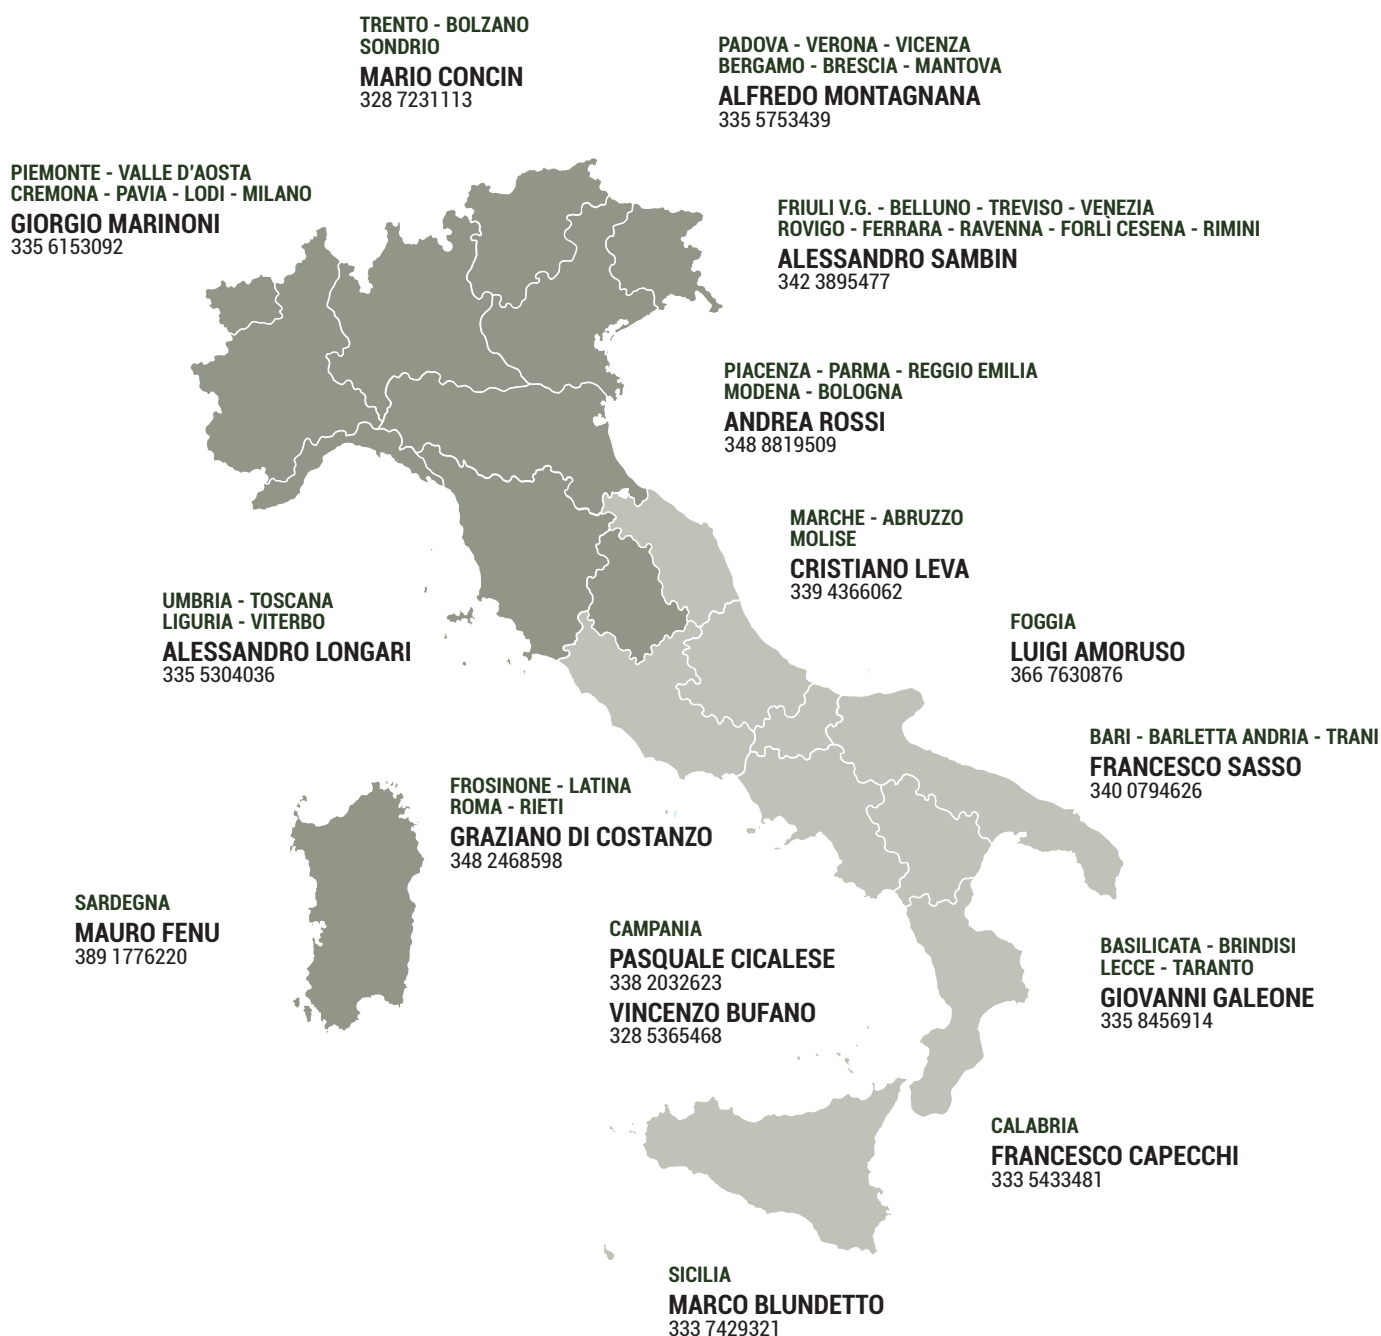 TRENTO - BOLZANO
SONDRIO
MARIO CONCIN
328 7231113
PADOVA - VERONA - VICENZA
BERGAMO - BRESCIA - MANTOVA
ALFREDO MONTAGNANA
335 5753439
PIEMONTE - VALLE D'AOSTA
CREMONA - PAVIA - LODI - MILANO
GIORGIO MARINONI
335 6153092
FRIULI V.G. - BELLUNO - TREVISO - VENEZIA
ROVIGO - FERRARA - RAVENNA - FORLÌ CESENA - RIMINI
ALESSANDRO SAMBIN
342 3895477
PIACENZA - PARMA - REGGIO EMILIA
MODENA - BOLOGNA
ANDREA ROSSI
348 8819509
MARCHE - ABRUZZO
MOLISE
CRISTIANO LEVA
339 4366062
UMBRIA - TOSCANA
LIGURIA - VITERBO
ALESSANDRO LONGARI
335 5304036
FOGGIA
LUIGI AMORUSO
366 7630876
BARI - BARLETTA ANDRIA - TRANI
FRANCESCO SASSO
340 0794626
FROSINONE - LATINA
ROMA - RIETI
GRAZIANO DI COSTANZO
348 2468598
SARDEGNA
MAURO FENU
389 1776220
CAMPANIA
PASQUALE CICALESE
338 2032623
VINCENZO BUFANO
328 5365468
BASILICATA - BRINDISI
LECCE - TARANTO
GIOVANNI GALEONE
335 8456914
CALABRIA
FRANCESCO CAPECCHI
333 5433481
SICILIA
MARCO BLUNDETTO
333 7429321